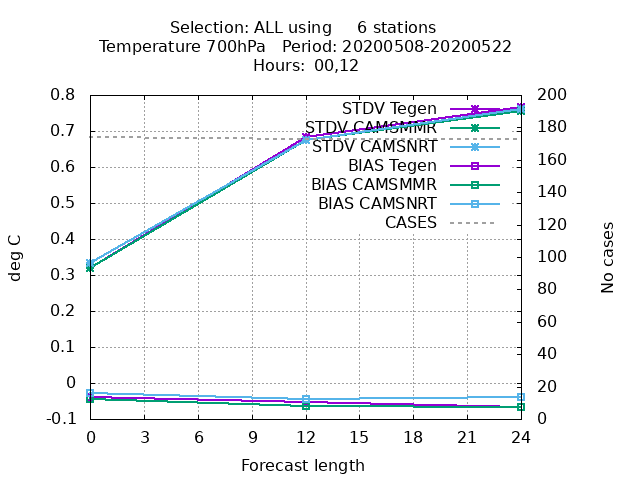 Selection: ALL using 6 stations
Temperature 700hPa Period: 20200508-20200522
Hours: 00,12
0.8 STDV Tegen 200
0.7 STDV CAMSMMR 180
0.6 STDV CAMSNRT 160
0.5 BIAS Tegen 140
0.4 BIAS CAMSMMR 120
0.3 BIAS CAMSNRT 100
0.2 CASES 80
0.1 60
0 40
-0.1 20
0
deg C
No cases
0 3 6 9 12 15 18 21 24
Forecast length